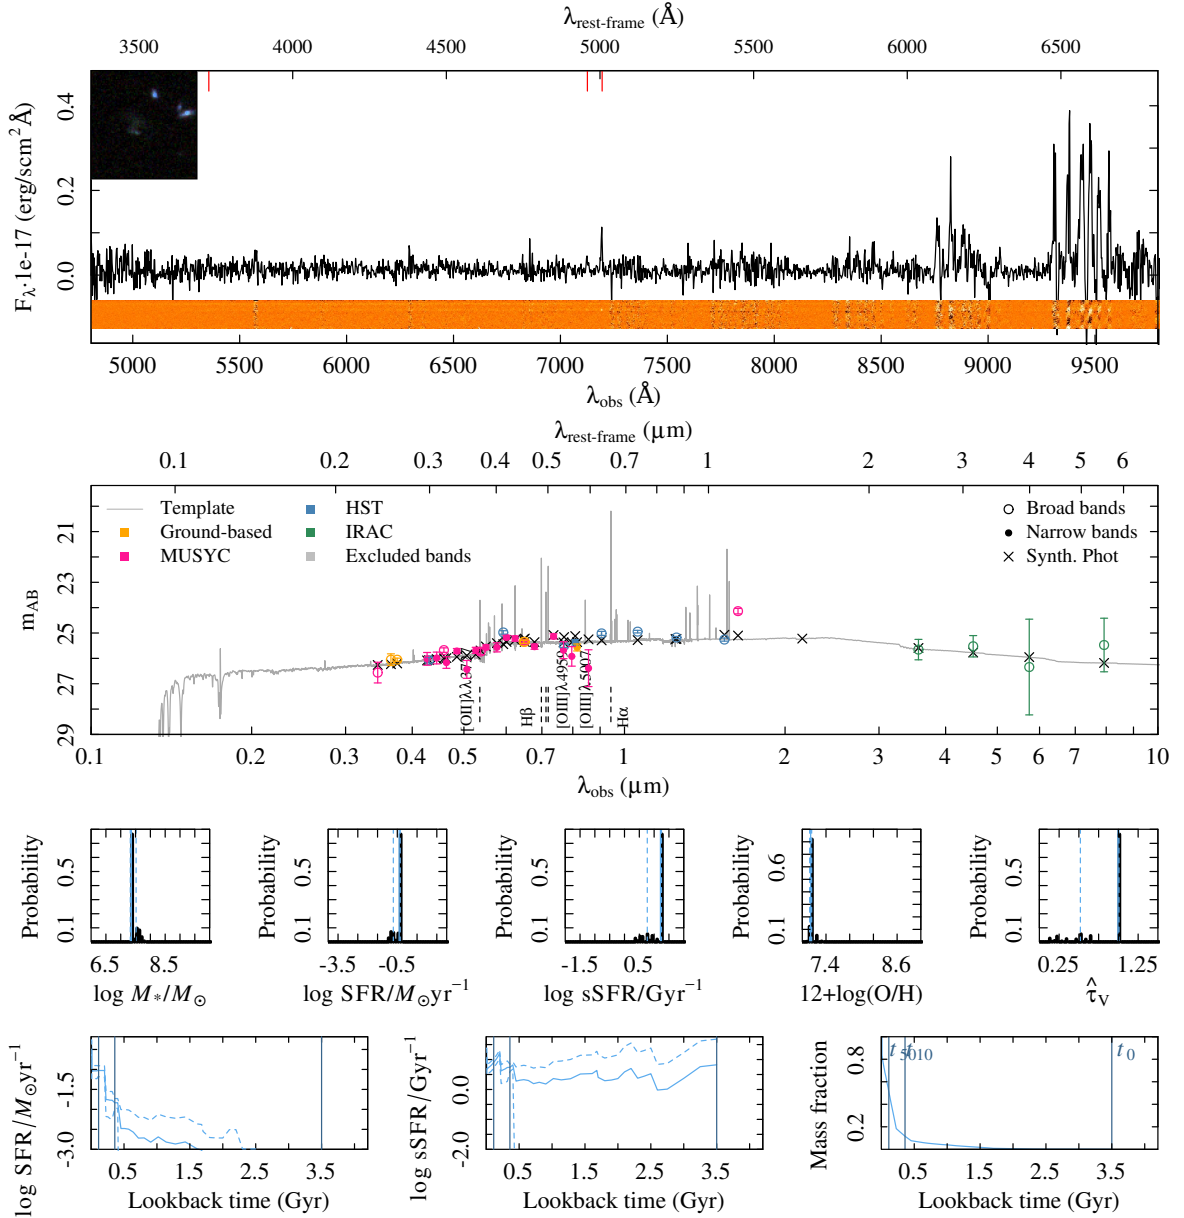 λrest-frame (Å)
3500 4000 4500 5000 5500 6000 6500
Fλ·1e-17 (erg/scm² Å)
0.0 0.2 0.4
5000 5500 6000 6500 7000 7500 8000 8500 9000 9500
λobs (Å)
λrest-frame (μm)
0.1 0.2 0.3 0.4 0.5 0.7 1 2 3 4 5 6
mAB
21 23 25 27 29
Template
Ground-based
MUSYC
HST
IRAC
Excluded bands
Broad bands
Narrow bands
Synth. Phot
Hβ
[OIII]λ4959
[OIII]λ5007
Hα
0.1 0.2 0.3 0.4 0.5 0.7 1 2 3 4 5 6 7 8 10
λobs (μm)
Probability
0.1 0.5
6.5 8.5
log M*/M⊙
Probability
0.1 0.5
-3.5 -0.5
log SFR/M⊙yr⁻¹
Probability
0.1 0.5
-1.5 0.5
log sSFR/Gyr⁻¹
Probability
0.1 0.6
7.4 8.6
12+log(O/H)
Probability
0.1 0.5
0.25 1.25
τ̂V
log SFR/M⊙yr⁻¹
-3.0 -1.5
0.5 1.5 2.5 3.5
Lookback time (Gyr)
log sSFR/Gyr⁻¹
-2.0 0.0
0.5 1.5 2.5 3.5
Lookback time (Gyr)
Mass fraction
0.2 0.8
t0
0.5 1.5 2.5 3.5
Lookback time (Gyr)